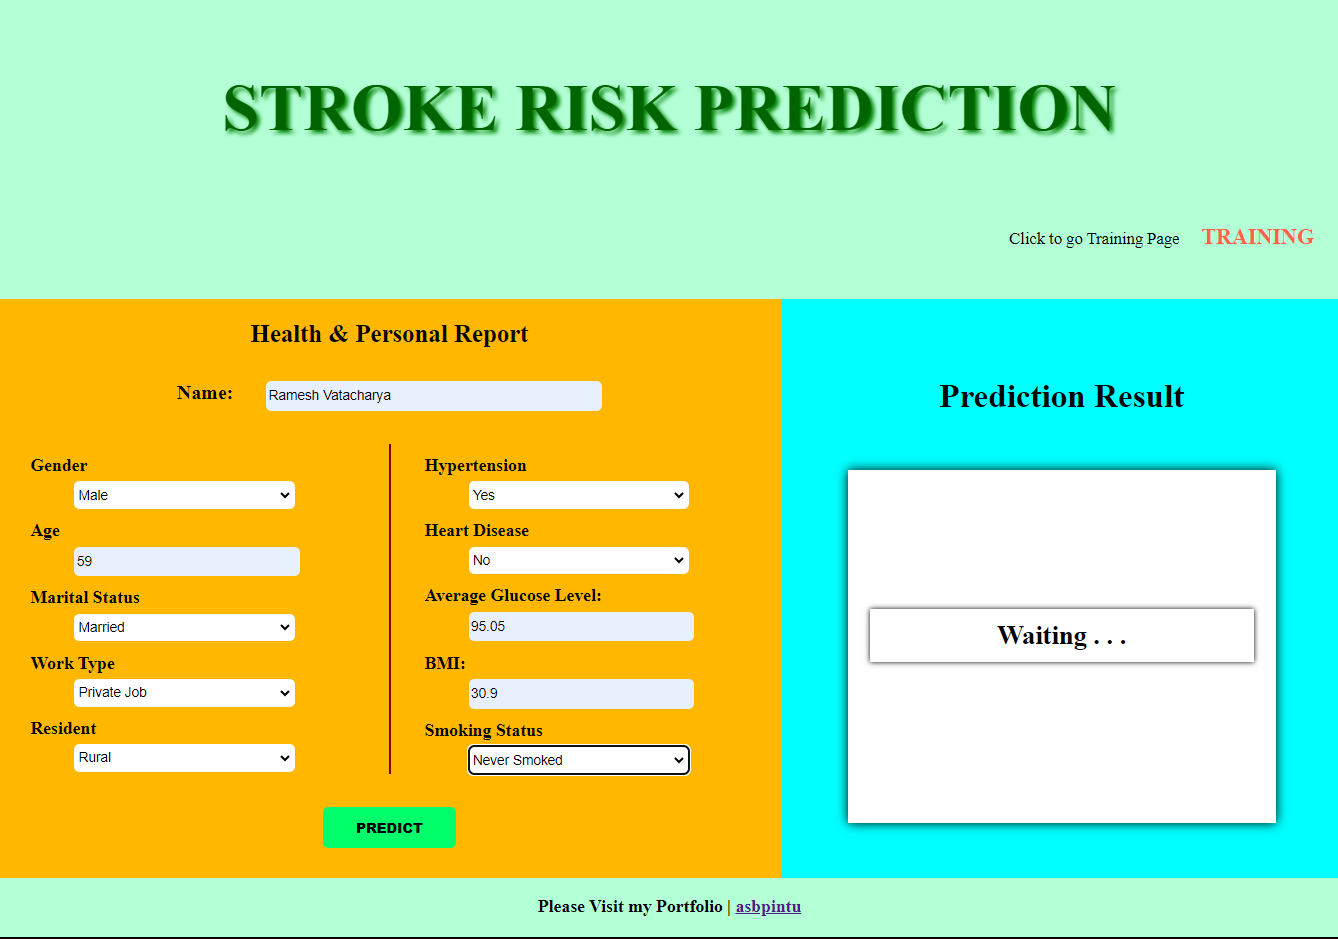 STROKE RISK PREDICTION
Click to go Training Page TRAINING
Health & Personal Report
Name: Ramesh Vatacharya
Gender
Male
Age
59
Marital Status
Married
Work Type
Private Job
Resident
Rural
Hypertension
Yes
Heart Disease
No
Average Glucose Level:
95.05
BMI:
30.9
Smoking Status
Never Smoked
PREDICT
Prediction Result
Waiting . . .
Please Visit my Portfolio | asbpintu